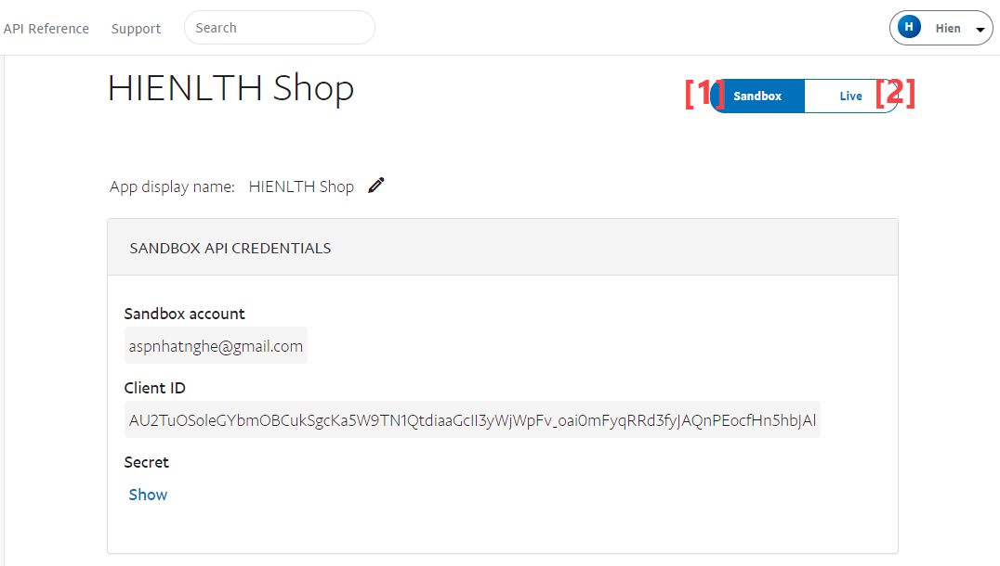 API Reference Support Search H Hien
HIENLTH Shop
[1] Sandbox Live [2]
App display name: HIENLTH Shop
SANDBOX API CREDENTIALS
Sandbox account
aspnhatnghe@gmail.com
Client ID
AU2TuOSoleGYbmOBCukSgcKa5W9TN1QtdiaaGcII3yWjWpFv_oai0mFyqRRd3fyJAQnPEocfHn5hbJAl
Secret
Show